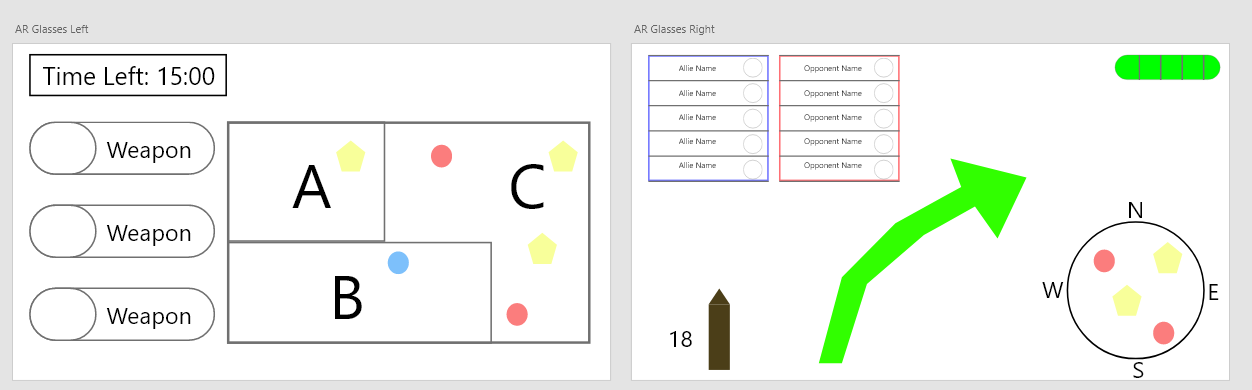 AR Glasses Left
Time Left: 15:00
Weapon
Weapon
Weapon
A
B
C
AR Glasses Right
Allie Name
Allie Name
Allie Name
Allie Name
Allie Name
Opponent Name
Opponent Name
Opponent Name
Opponent Name
Opponent Name
18
N
W
E
S